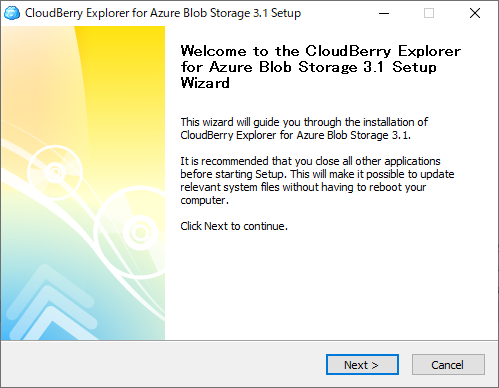 CloudBerry Explorer for Azure Blob Storage 3.1 Setup
Welcome to the CloudBerry Explorer
for Azure Blob Storage 3.1 Setup
Wizard
This wizard will guide you through the installation of
CloudBerry Explorer for Azure Blob Storage 3.1.
It is recommended that you close all other applications
before starting Setup. This will make it possible to update
relevant system files without having to reboot your
computer.
Click Next to continue.
Next >
Cancel